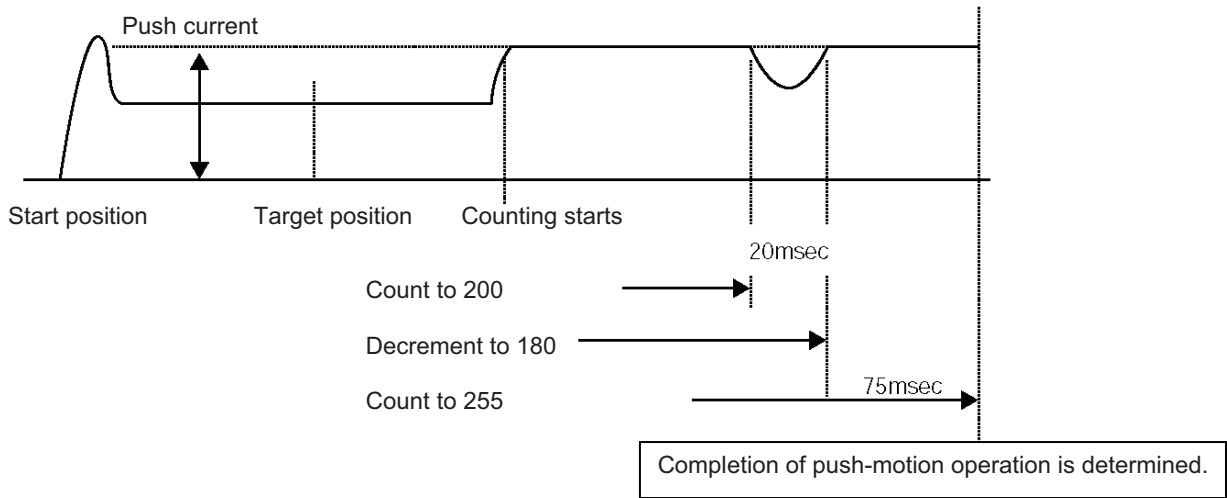 Push current
Start position
Target position
Counting starts
20msec
Count to 200
Decrement to 180
Count to 255
75msec
Completion of push-motion operation is determined.